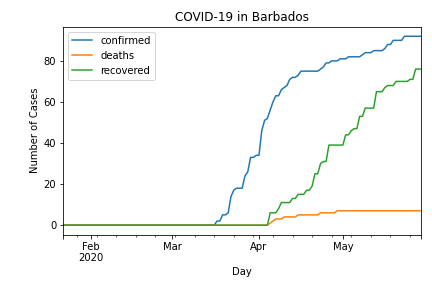 COVID-19 in Barbados
confirmed
deaths
recovered
Number of Cases
80
60
40
20
0
Feb
2020
Mar
Apr
May
Day